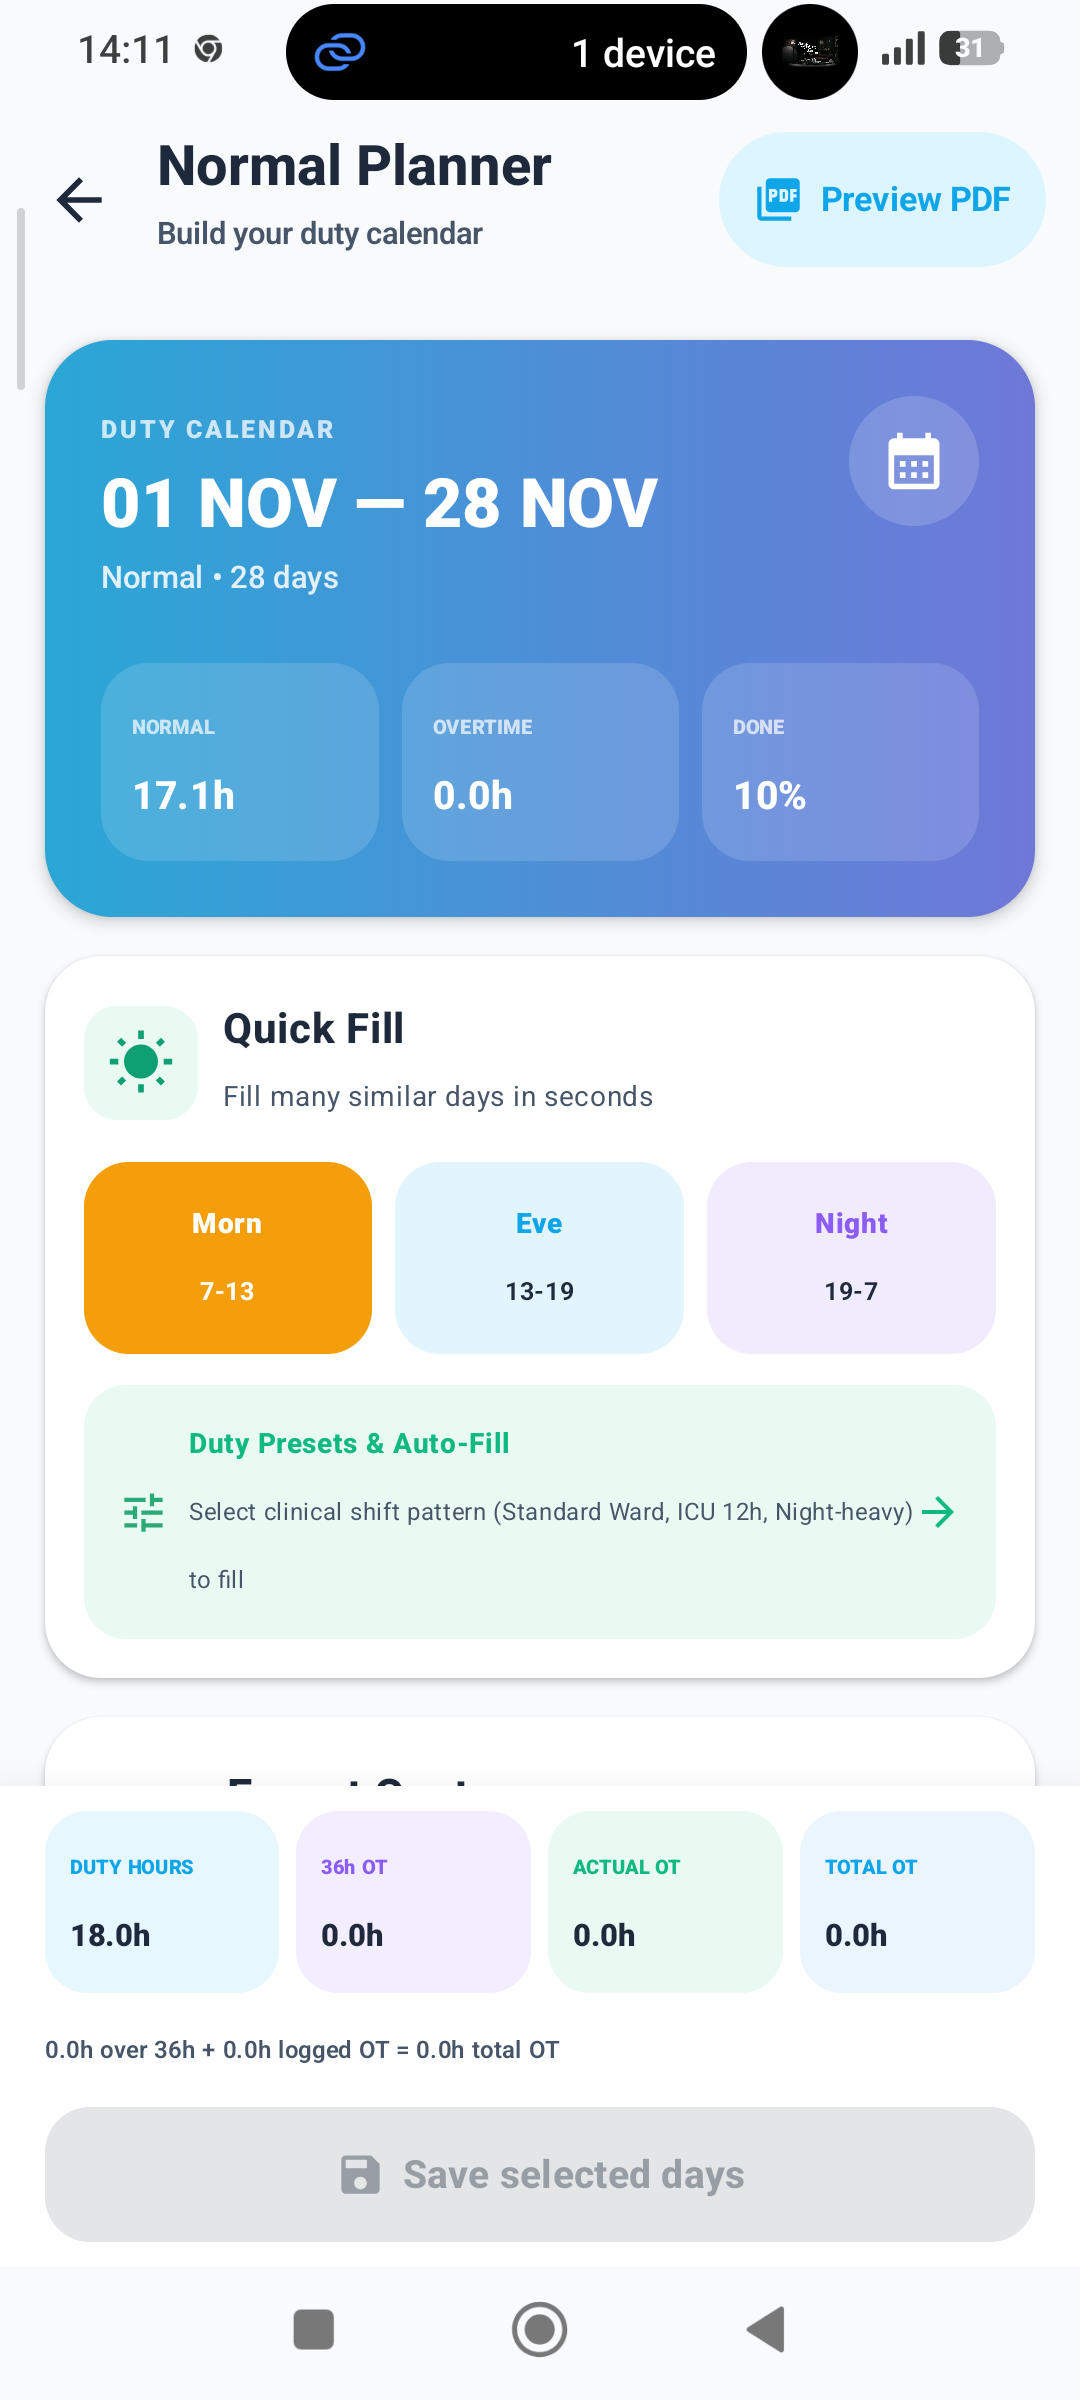 14:11
1 device
31
Normal Planner
Build your duty calendar
PDF
Preview PDF
DUTY CALENDAR
01 NOV — 28 NOV
Normal • 28 days
NORMAL
OVERTIME
DONE
17.1h
0.0h
10%
Quick Fill
Fill many similar days in seconds
Morn
Eve
Night
7-13
13-19
19-7
Duty Presets & Auto-Fill
Select clinical shift pattern (Standard Ward, ICU 12h, Night-heavy)
to fill
DUTY HOURS
36h OT
ACTUAL OT
TOTAL OT
18.0h
0.0h
0.0h
0.0h
0.0h over 36h + 0.0h logged OT = 0.0h total OT
Save selected days